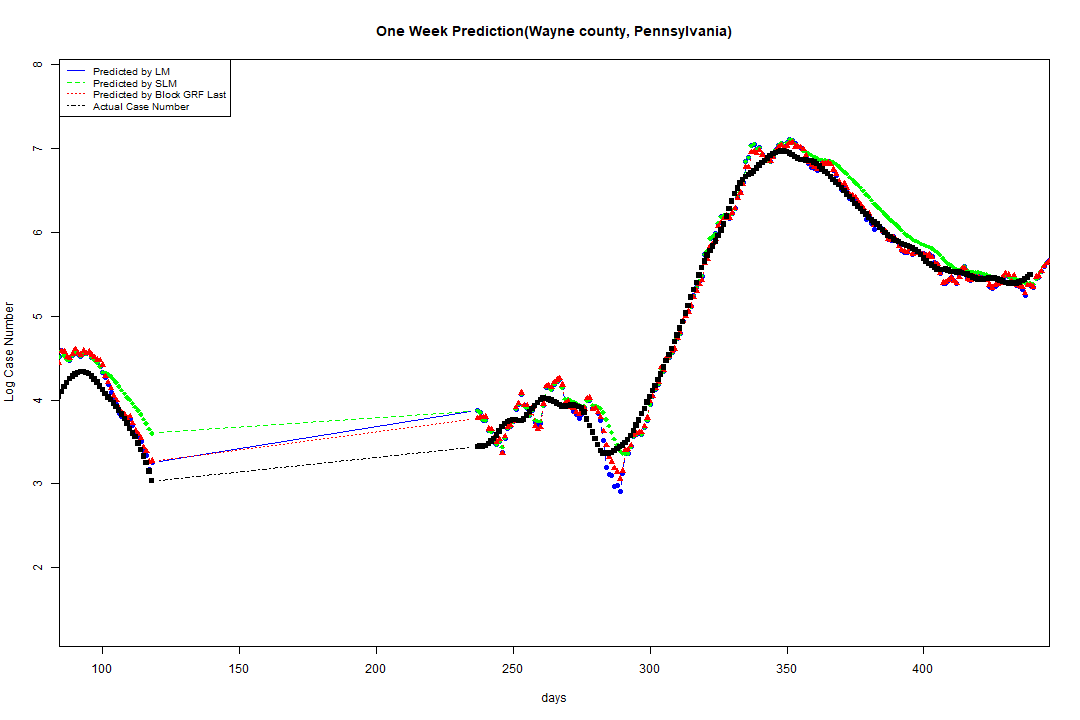 One Week Prediction(Wayne county, Pennsylvania)
Predicted by LM
Predicted by SLM
Predicted by Block GRF Last
Actual Case Number
8
7
6
5
4
3
2
Log Case Number
100 150 200 250 300 350 400
days